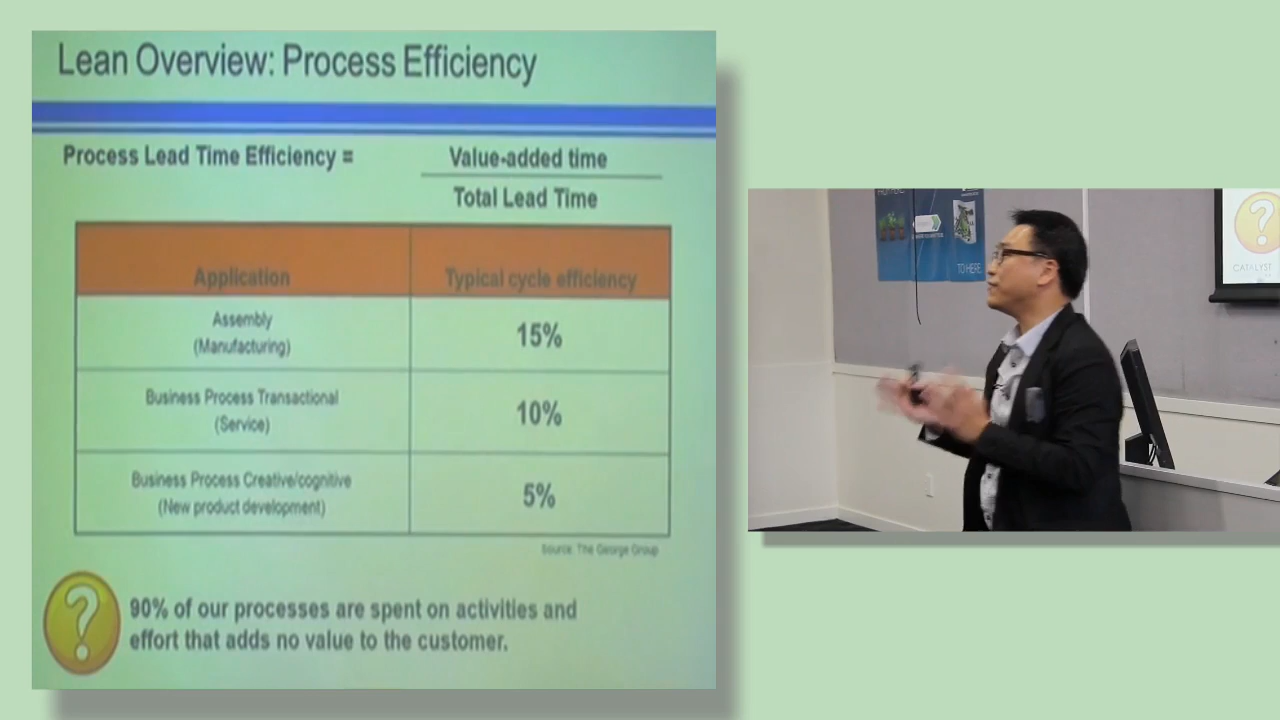 Lean Overview: Process Efficiency
Process Lead Time Efficiency =
Value-added time
Total Lead Time
Application
Typical cycle efficiency
Assembly
(Manufacturing)
15%
Business Process Transactional
(Service)
10%
Business Process Creative/cognitive
(New product development)
5%
Source: The George Group
90% of our processes are spent on activities and
effort that adds no value to the customer.
?
TO HERE
?
CATALYST